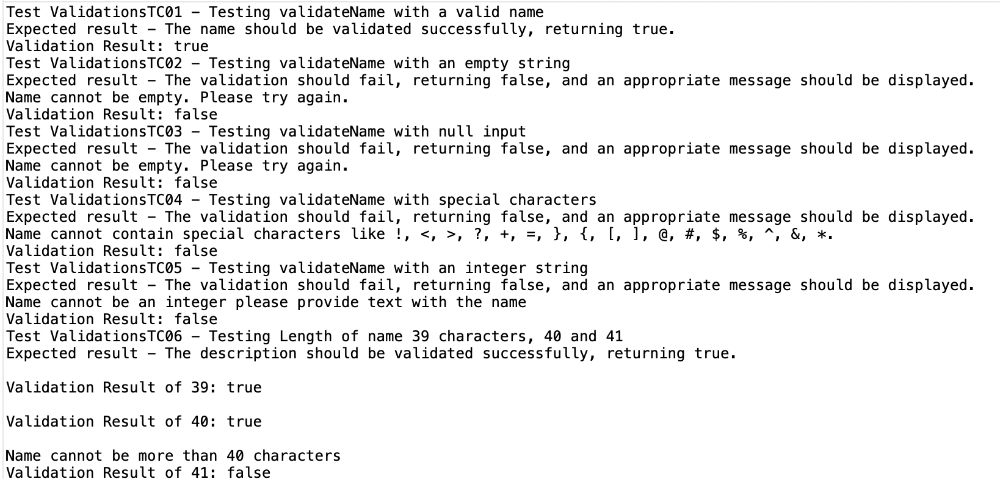 Test ValidationsTC01 – Testing validateName with a valid name
Expected result – The name should be validated successfully, returning true.
Validation Result: true
Test ValidationsTC02 – Testing validateName with an empty string
Expected result – The validation should fail, returning false, and an appropriate message should be displayed.
Name cannot be empty. Please try again.
Validation Result: false
Test ValidationsTC03 – Testing validateName with null input
Expected result – The validation should fail, returning false, and an appropriate message should be displayed.
Name cannot be empty. Please try again.
Validation Result: false
Test ValidationsTC04 – Testing validateName with special characters
Expected result – The validation should fail, returning false, and an appropriate message should be displayed.
Name cannot contain special characters like !, <, >, ?, +, =, }, {, [, ], @, #, $, %, ^, &, *.
Validation Result: false
Test ValidationsTC05 – Testing validateName with an integer string
Expected result – The validation should fail, returning false, and an appropriate message should be displayed.
Name cannot be an integer please provide text with the name
Validation Result: false
Test ValidationsTC06 – Testing Length of name 39 characters, 40 and 41
Expected result – The description should be validated successfully, returning true.
Validation Result of 39: true
Validation Result of 40: true
Name cannot be more than 40 characters
Validation Result of 41: false